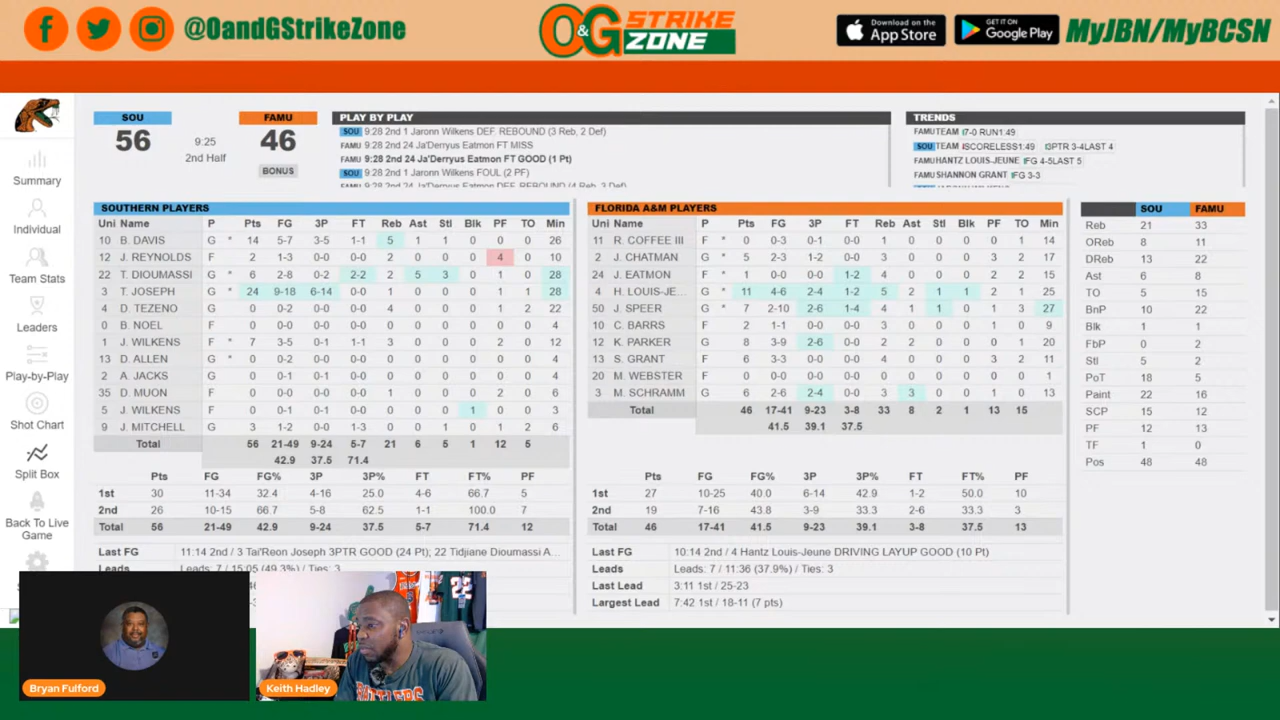 @OandGStrikeZone
O&G STRIKE ZONE
Download on the App Store
GET IT ON Google Play
MyJBN/MyBCSN
SOU 56
9:25
2nd Half
FAMU 46
BONUS
PLAY BY PLAY
SOU 9:28 2nd 1 Jaronn Wilkens DEF. REBOUND (3 Reb, 2 Def)
FAMU 9:28 2nd 24 Ja'Derryus Eatmon FT MISS
FAMU 9:28 2nd 24 Ja'Derryus Eatmon FT GOOD (1 Pt)
SOU 9:28 2nd 1 Jaronn Wilkens FOUL (2 PF)
FAMU 9:28 2nd 24 Ja'Derryus Eatmon DEF. REBOUND (4 Reb, 3 Def)
TRENDS
FAMU TEAM 7-0 RUN1:49
SOU TEAM SCORELESS1:49 3PTR 3-4LAST 4
FAMU HANTZ LOUIS-JEUNE FG 4-5LAST 5
FAMU SHANNON GRANT FG 3-3
Summary
Individual
Team Stats
Leaders
Play-by-Play
Shot Chart
Split Box
Back To Live Game
SOUTHERN PLAYERS
Uni Name P Pts FG 3P FT Reb Ast Stl Blk PF TO Min
10 B. DAVIS G * 14 5-7 3-5 1-1 5 1 1 0 0 0 26
12 J. REYNOLDS F 2 1-3 0-0 0-0 2 0 0 0 4 0 10
22 T. DIOUMASSI G * 6 2-8 0-2 2-2 2 5 3 0 1 0 28
3 T. JOSEPH G * 24 9-18 6-14 0-0 1 0 0 0 1 1 28
4 D. TEZENO G 0 0-2 0-0 0-0 4 0 0 0 1 2 22
0 B. NOEL F 0 0-0 0-0 0-0 0 0 0 0 0 0 4
1 J. WILKENS F * 7 3-5 0-1 1-1 3 0 0 0 2 0 12
13 D. ALLEN G * 0 0-2 0-0 0-0 0 0 0 0 0 0 4
2 A. JACKS G 0 0-1 0-1 0-0 0 0 0 0 0 0 4
35 D. MUON F 0 0-0 0-0 0-0 1 0 0 0 2 0 6
5 J. WILKENS F 0 0-1 0-1 0-0 0 0 0 1 0 0 3
9 J. MITCHELL G 3 1-2 0-0 1-3 1 0 0 0 1 2 6
Total 56 21-49 9-24 5-7 21 6 5 1 12 5
42.9 37.5 71.4
Pts FG FG% 3P 3P% FT FT% PF
1st 30 11-34 32.4 4-16 25.0 4-6 66.7 5
2nd 26 10-15 66.7 5-8 62.5 1-1 100.0 7
Total 56 21-49 42.9 9-24 37.5 5-7 71.4 12
Last FG 11:14 2nd / 3 Tai'Reon Joseph 3PTR GOOD (24 Pt); 22 Tidjiane Dioumassi A...
Leads Leads: 7 / 15:05 (49.3%) / Ties: 3
FLORIDA A&M PLAYERS
Uni Name P Pts FG 3P FT Reb Ast Stl Blk PF TO Min
11 R. COFFEE III F * 0 0-3 0-1 0-0 1 0 0 0 0 1 14
2 J. CHATMAN G * 5 2-3 1-2 0-0 3 0 0 0 2 3 17
24 J. EATMON F * 1 0-0 0-0 1-2 4 0 0 0 2 2 15
4 H. LOUIS-JE... G * 11 4-6 2-4 1-2 5 2 1 1 2 1 25
50 J. SPEER G * 7 2-10 2-6 1-4 4 1 1 0 1 3 27
10 C. BARRS F 2 1-1 0-0 0-0 3 0 0 0 1 0 9
12 K. PARKER G 8 3-9 2-6 0-0 2 2 0 0 1 1 20
13 S. GRANT F 6 3-3 0-0 0-0 4 0 0 0 3 2 11
20 M. WEBSTER F 0 0-0 0-0 0-0 0 0 0 0 0 0 1
3 M. SCHRAMM G 6 2-6 2-4 0-0 3 3 0 0 1 1 13
Total 46 17-41 9-23 3-8 33 8 2 1 13 15
41.5 39.1 37.5
Pts FG FG% 3P 3P% FT FT% PF
1st 27 10-25 40.0 6-14 42.9 1-2 50.0 10
2nd 19 7-16 43.8 3-9 33.3 2-6 33.3 3
Total 46 17-41 41.5 9-23 39.1 3-8 37.5 13
Last FG 10:14 2nd / 4 Hantz Louis-Jeune DRIVING LAYUP GOOD (10 Pt)
Leads Leads: 7 / 11:36 (37.9%) / Ties: 3
Last Lead 3:11 1st / 25-23
Largest Lead 7:42 1st / 18-11 (7 pts)
SOU FAMU
Reb 21 33
OReb 8 11
DReb 13 22
Ast 6 8
TO 5 15
BnP 10 22
Blk 1 1
FbP 0 2
Stl 5 2
PoT 18 5
Paint 22 16
SCP 15 12
PF 12 13
TF 1 0
Pos 48 48
Bryan Fulford
Keith Hadley
RATTLERS
22